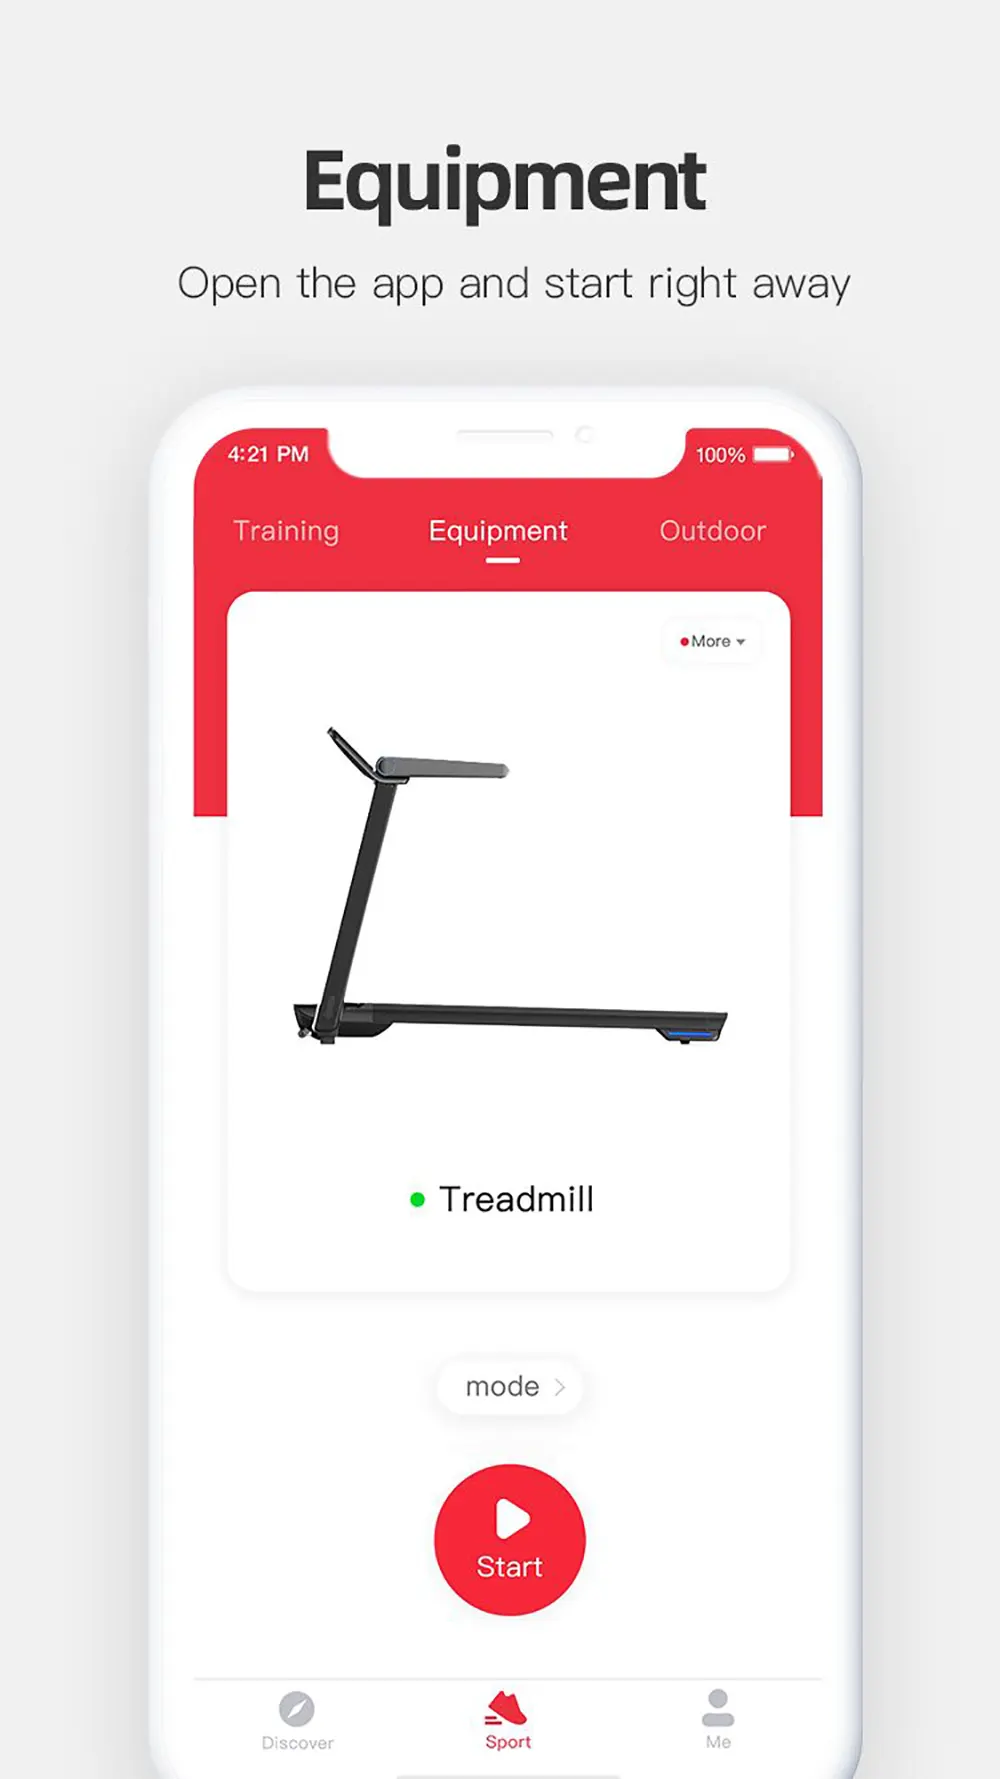 Equipment
Open the app and start right away
4:21 PM
100%
Training
Equipment
Outdoor
More
Treadmill
mode
Start
Discover
Sport
Me